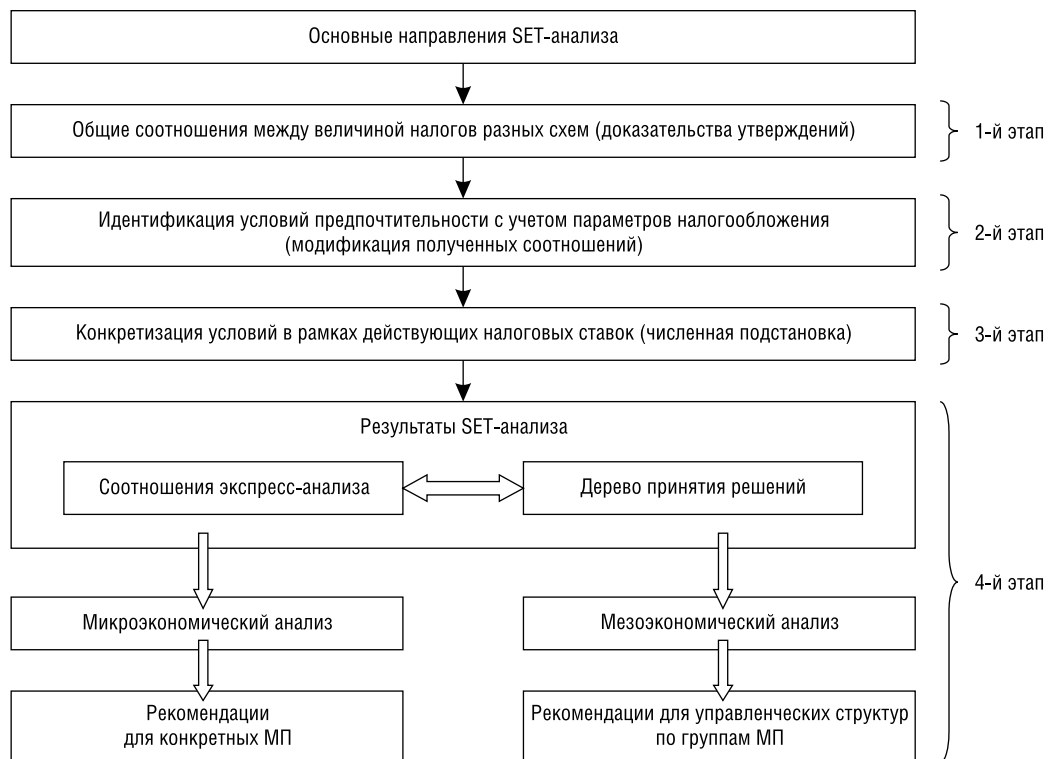 Основные направления SET-анализа
Общие соотношения между величиной налогов разных схем (доказательства утверждений)
1-й этап
Идентификация условий предпочтительности с учетом параметров налогообложения
(модификация полученных соотношений)
2-й этап
Конкретизация условий в рамках действующих налоговых ставок (численная подстановка)
3-й этап
Результаты SET-анализа
Соотношения экспресс-анализа
Дерево принятия решений
4-й этап
Микроэкономический анализ
Мезоэкономический анализ
Рекомендации
для конкретных МП
Рекомендации для управленческих структур
по группам МП